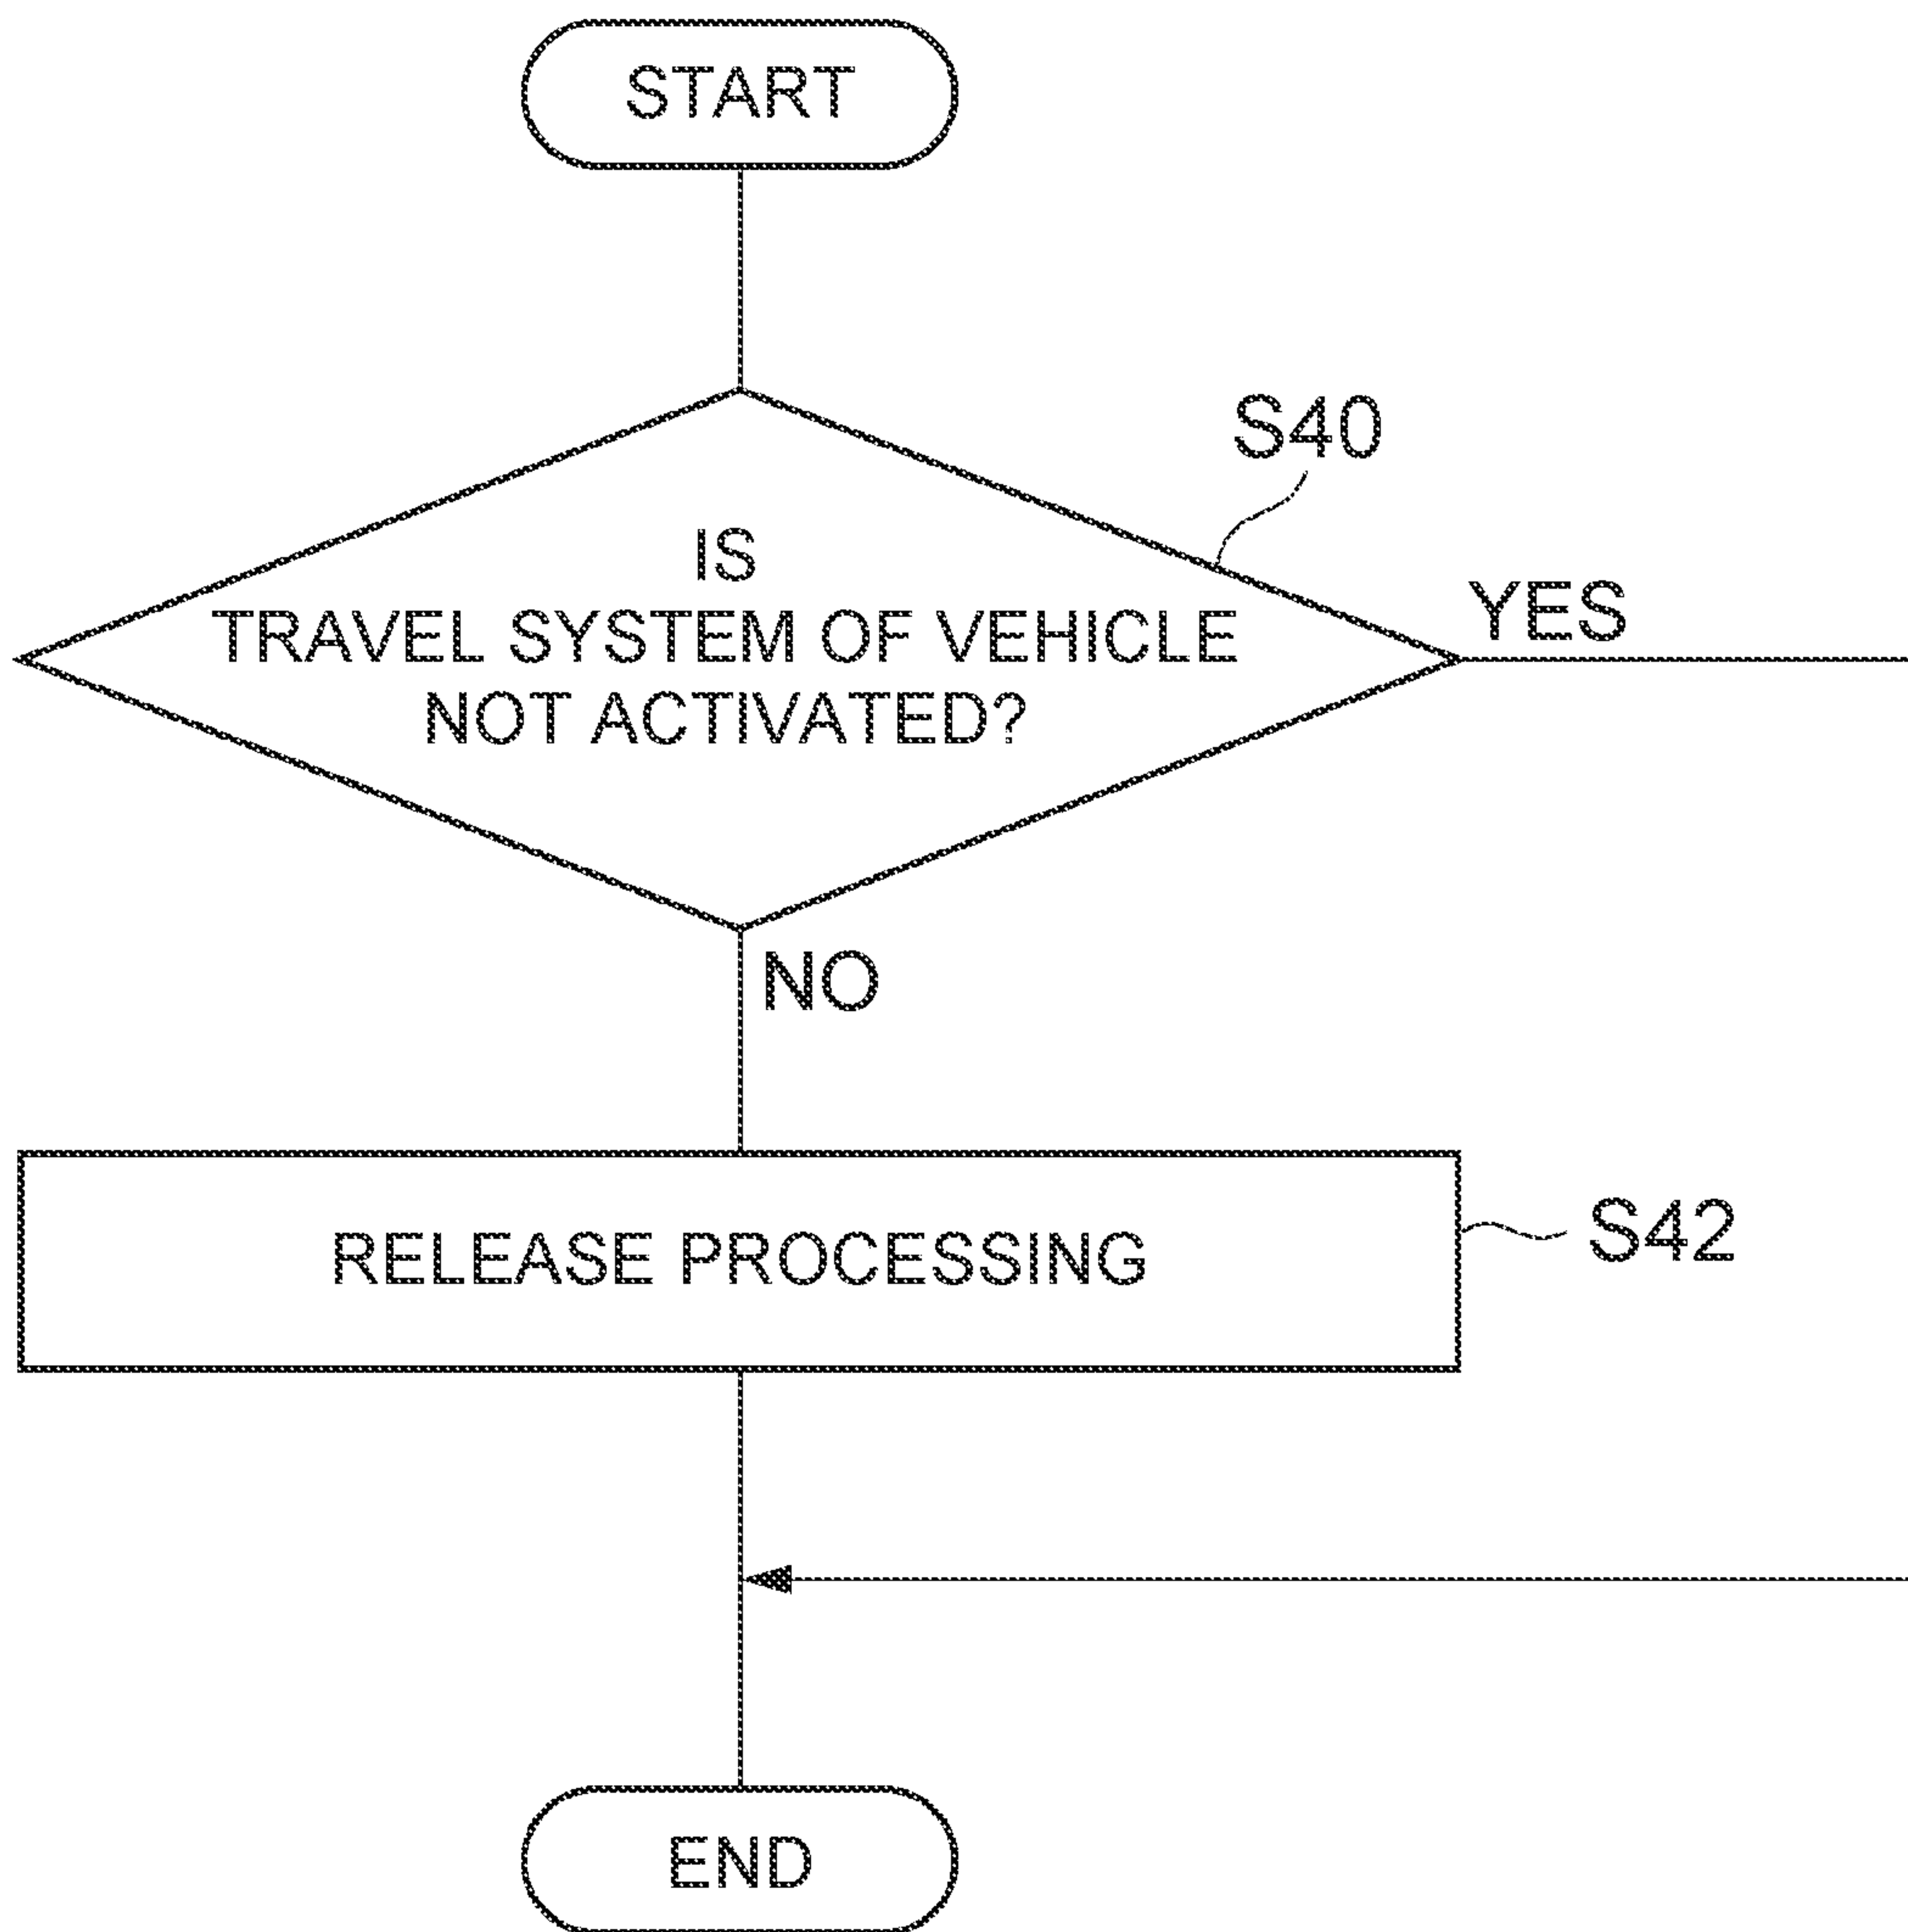 START
S40
IS
TRAVEL SYSTEM OF VEHICLE
NOT ACTIVATED?
YES
NO
RELEASE PROCESSING
S42
END